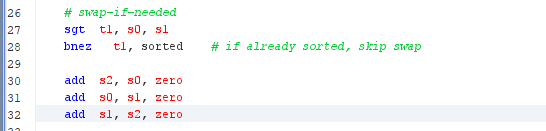 26 # swap-if-needed
27 sgt t1, s0, s1
28 bnez t1, sorted # if already sorted, skip swap
29
30 add s2, s0, zero
31 add s0, s1, zero
32 add s1, s2, zero